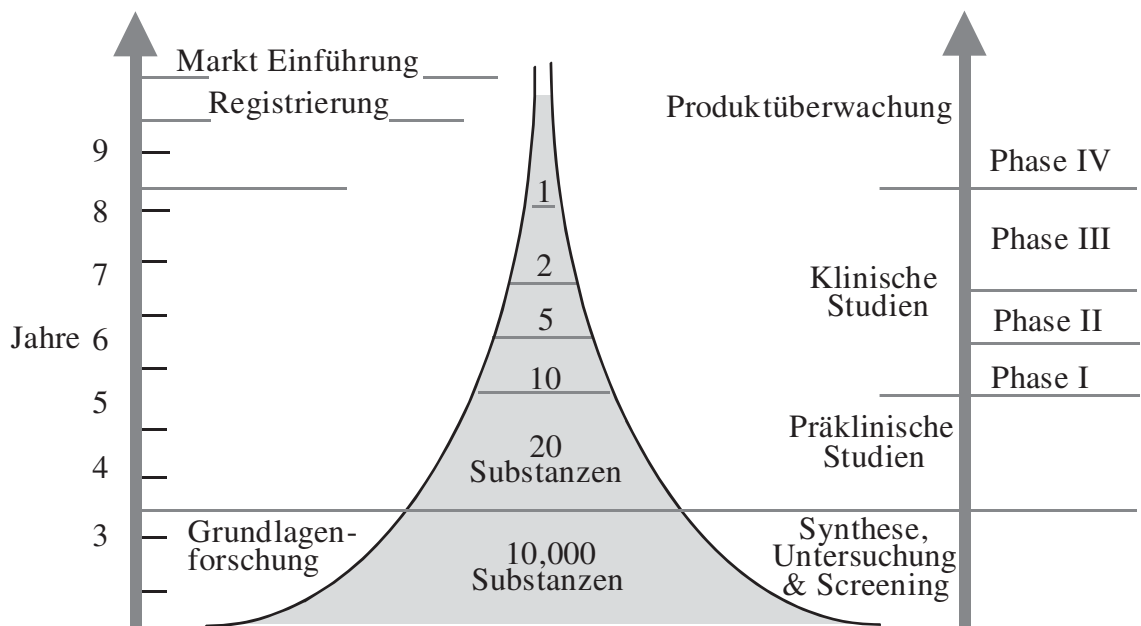 Markt Einführung
Registrierung
Produktüberwachung
9
Phase IV
1
8
Phase III
2
7
Klinische
Studien
5
Phase II
Jahre 6
10
Phase I
5
Präklinische
Studien
20
Substanzen
4
3
Grundlagen-
forschung
10,000
Substanzen
Synthese,
Untersuchung
& Screening